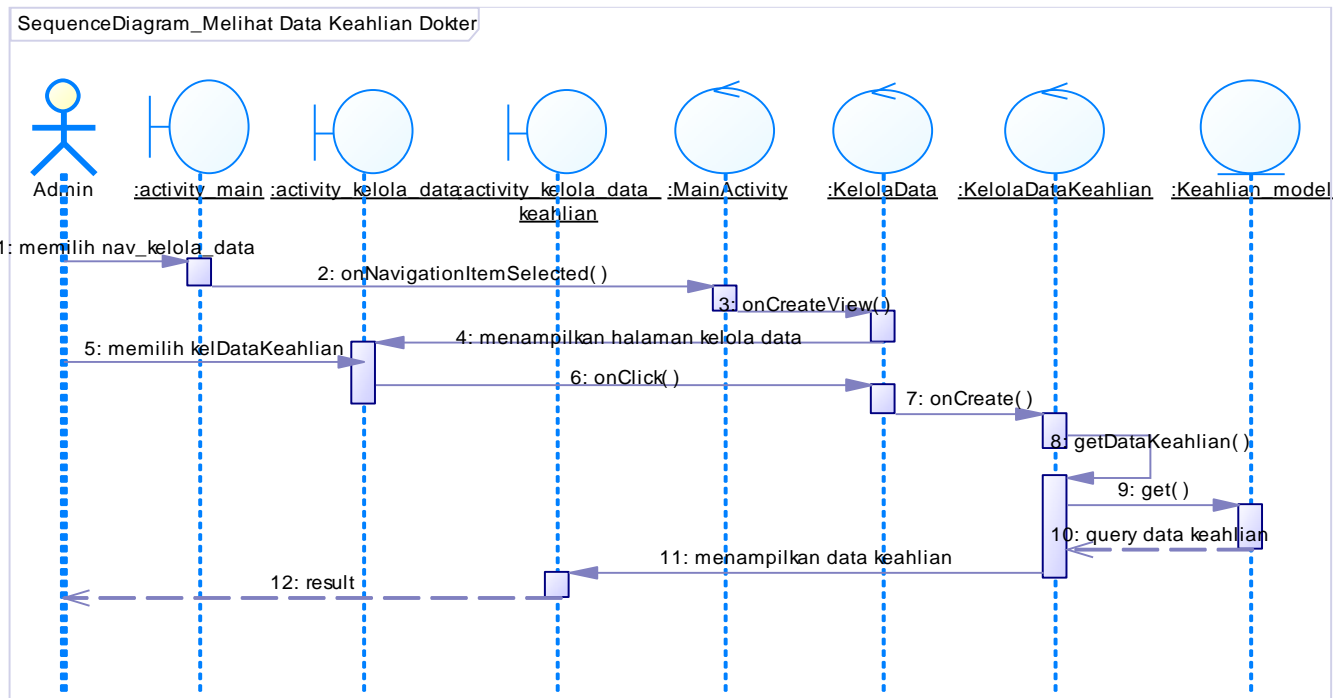 SequenceDiagram_Melihat Data Keahlian Dokter
Admin
:activity_main
:activity_kelola_data
:activity_kelola_data_
keahlian
:MainActivity
:KelolaData
:KelolaDataKeahlian
:Keahlian_model
1: memilih nav_kelola_data
2: onNavigationItemSelected()
3: onCreateView()
4: menampilkan halaman kelola data
5: memilih kelDataKeahlian
6: onClick()
7: onCreate()
8: getDataKeahlian()
9: get()
10: query data keahlian
11: menampilkan data keahlian
12: result